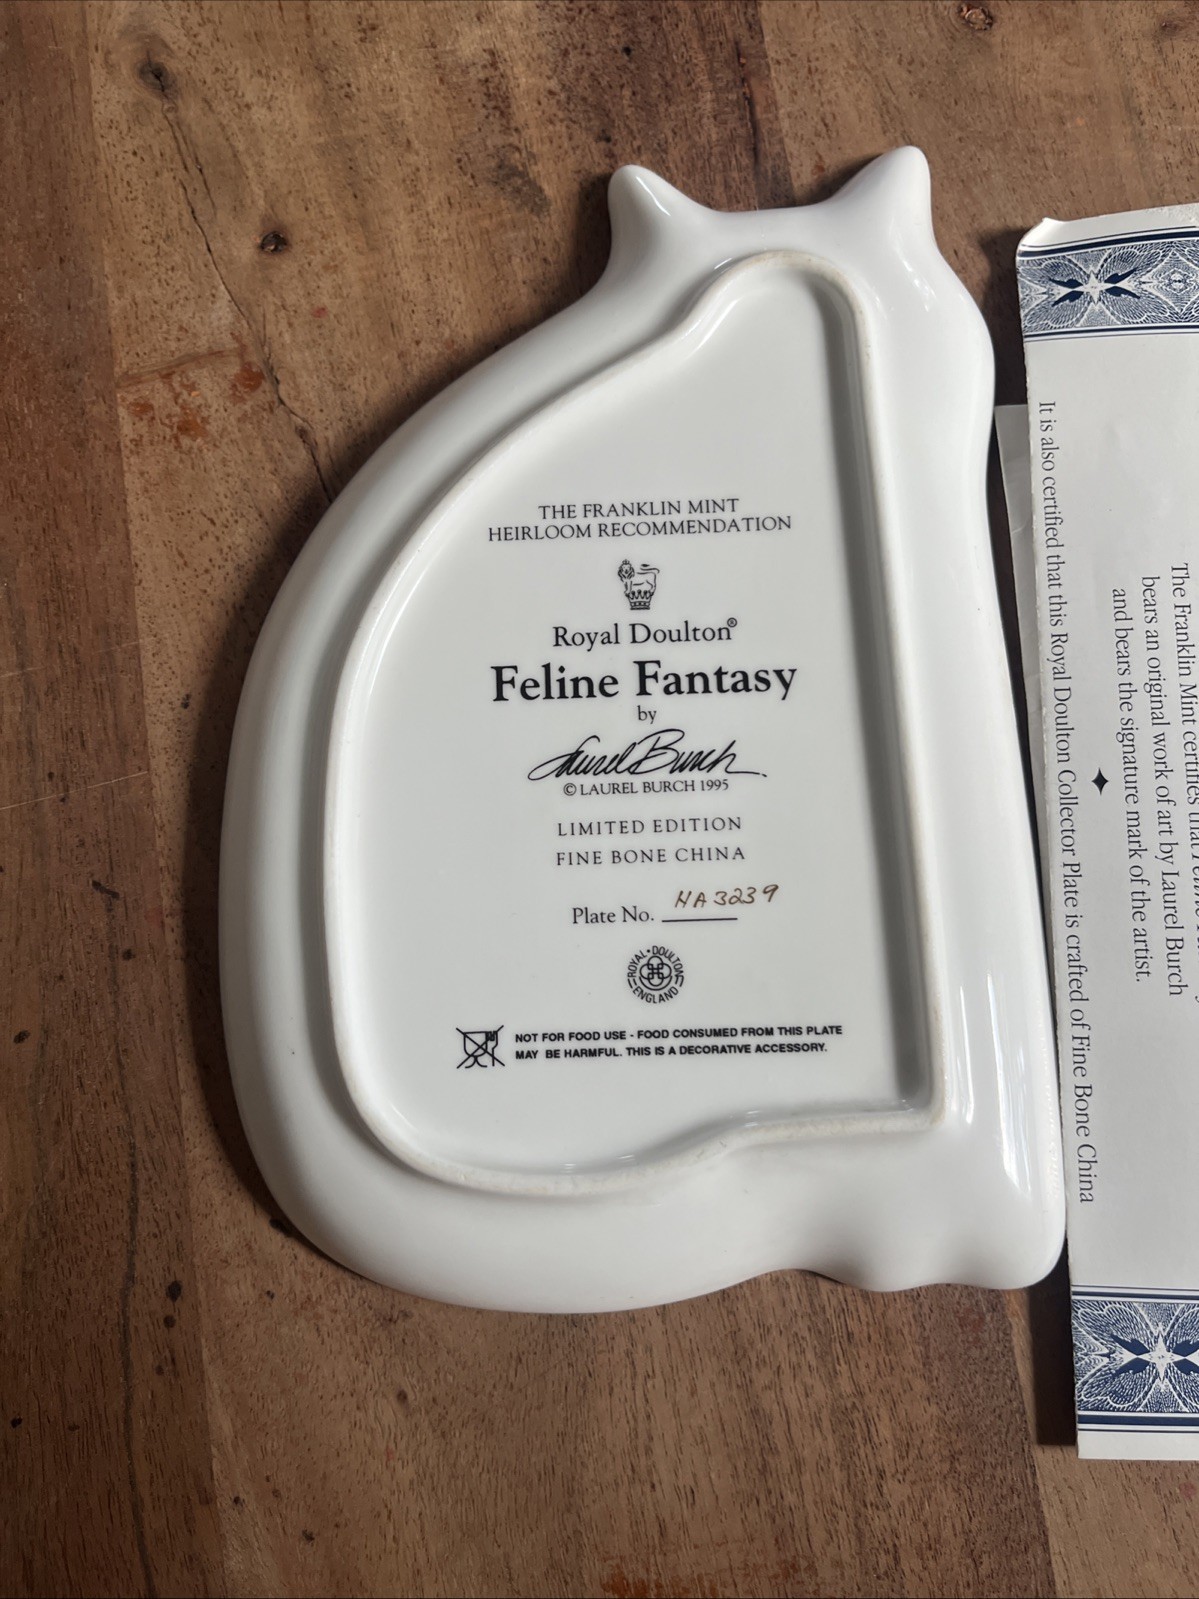 THE FRANKLIN MINT
HEIRLOOM RECOMMENDATION
Royal Doulton®
Feline Fantasy
by
Laurel Burch
© LAUREL BURCH 1995
LIMITED EDITION
FINE BONE CHINA
Plate No. HA3239
ROYAL • DOULTON
ENGLAND
NOT FOR FOOD USE - FOOD CONSUMED FROM THIS PLATE
MAY BE HARMFUL. THIS IS A DECORATIVE ACCESSORY.
The Franklin Mint certifies that
bears an original work of art by Laurel Burch
and bears the signature mark of the artist.
It is also certified that this Royal Doulton Collector Plate is crafted of Fine Bone China